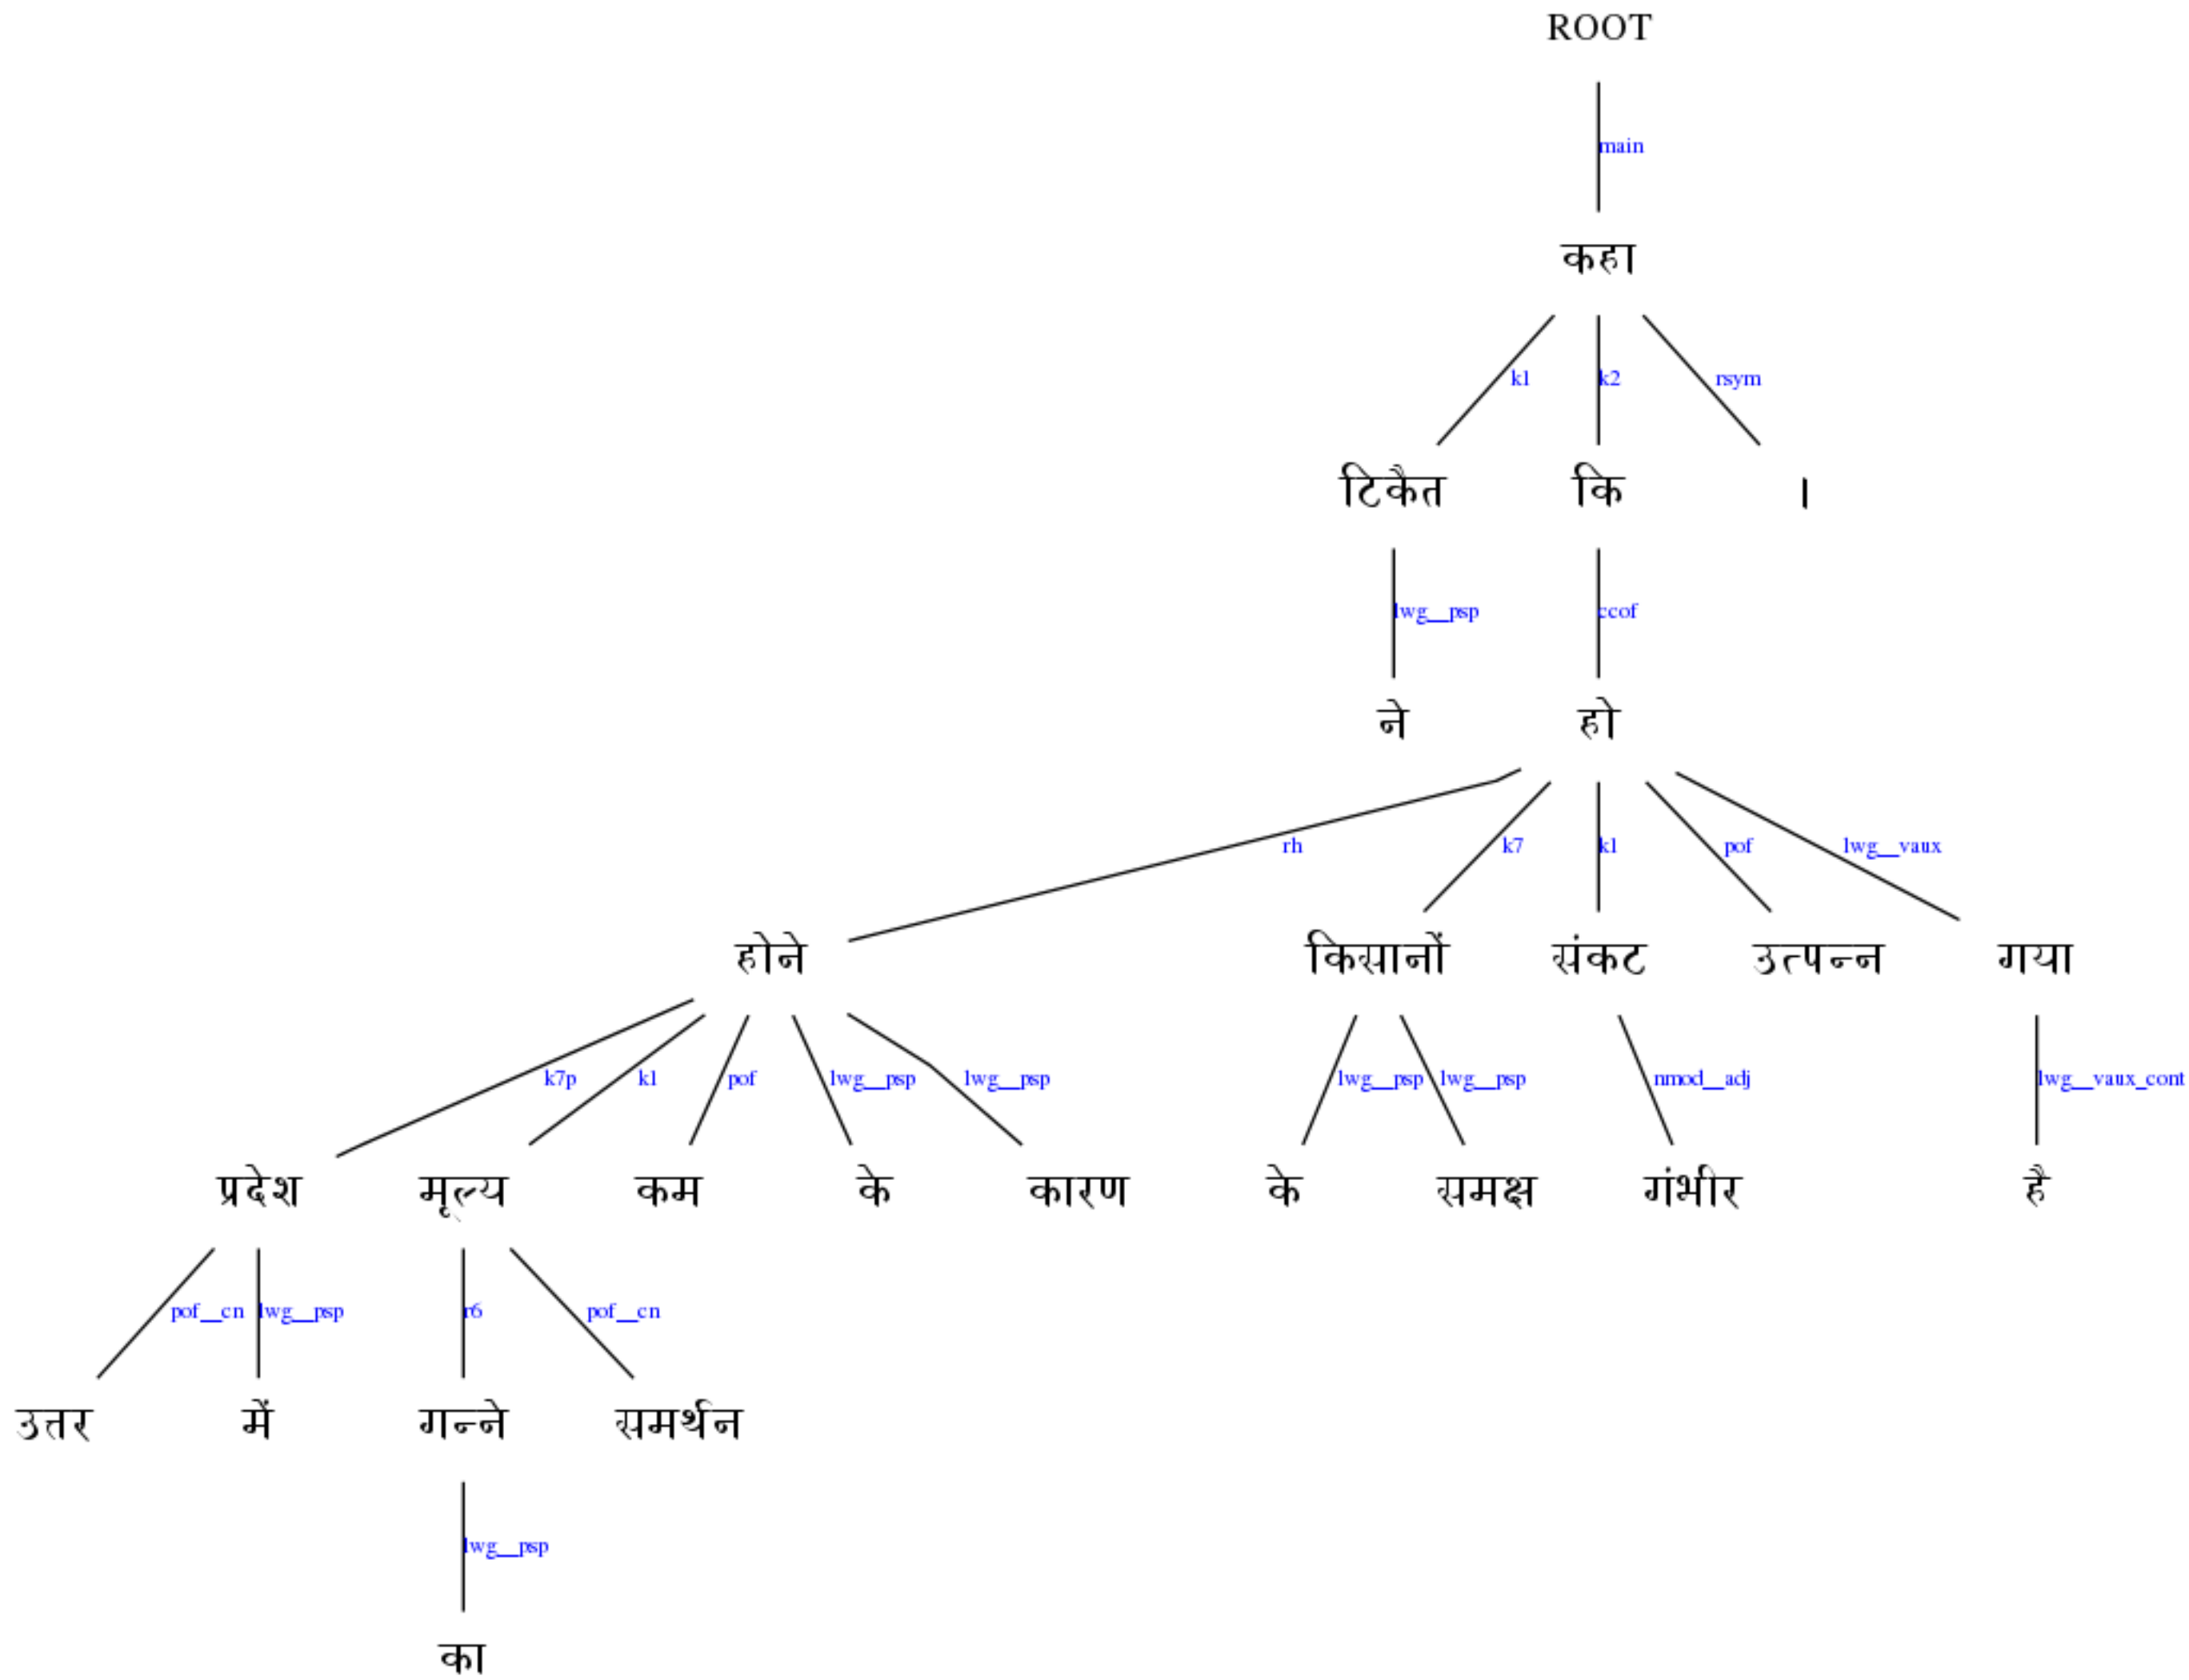 ROOT
main
कहा
k1 k2 rsym
टिकैत कि ।
lwg__psp ccof
ने हो
rh k7 k1 pof lwg__vaux
होने किसानों संकट उत्पन्न गया
k7p k1 pof lwg__psp lwg__psp lwg__psp lwg__psp nmod__adj lwg__vaux_cont
प्रदेश मूल्य कम के कारण के समक्ष गंभीर है
pof__cn lwg__psp r6 pof__cn
उत्तर में गन्ने समर्थन
lwg__psp
का